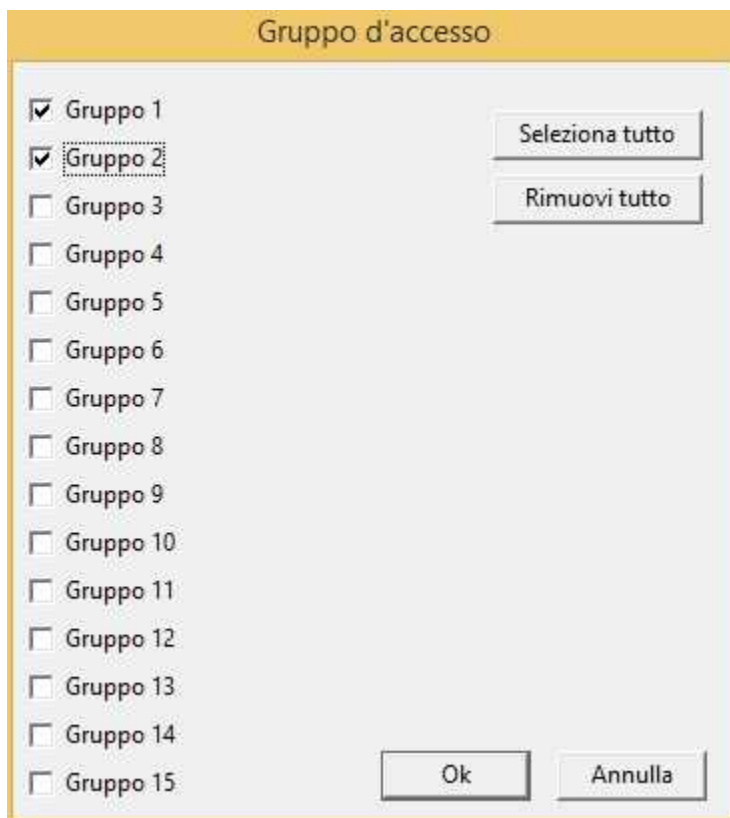 Gruppo d'accesso
Gruppo 1
Seleziona tutto
Gruppo 2
Rimuovi tutto
Gruppo 3
Gruppo 4
Gruppo 5
Gruppo 6
Gruppo 7
Gruppo 8
Gruppo 9
Gruppo 10
Gruppo 11
Gruppo 12
Gruppo 13
Gruppo 14
Gruppo 15
Ok
Annulla